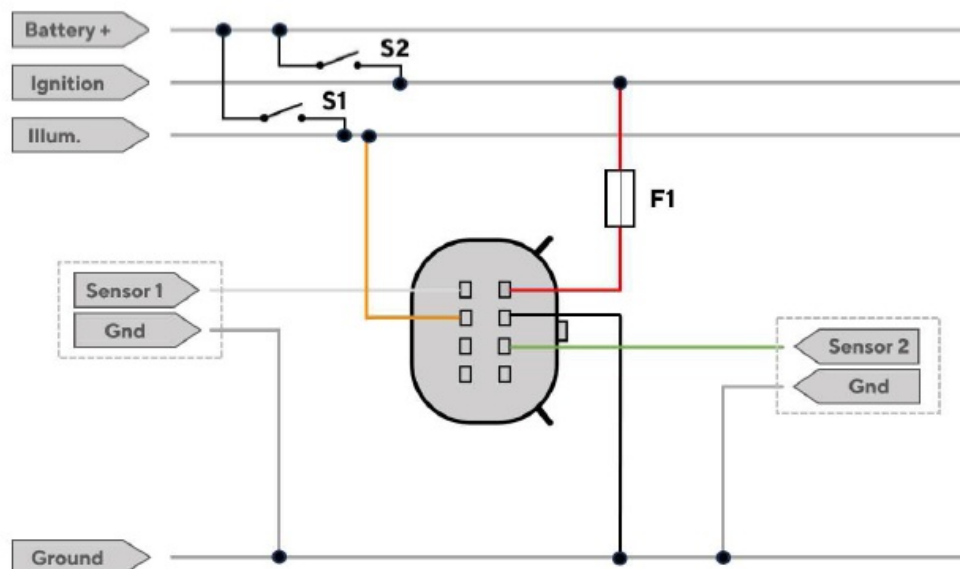 Battery +
S2
Ignition
S1
Illum.
F1
Sensor 1
Gnd
Sensor 2
Gnd
Ground